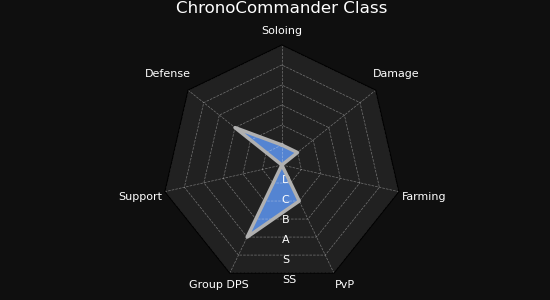 ChronoCommander Class
Soloing
Defense
Damage
Support
Farming
L
C
B
A
S
SS
Group DPS
PvP